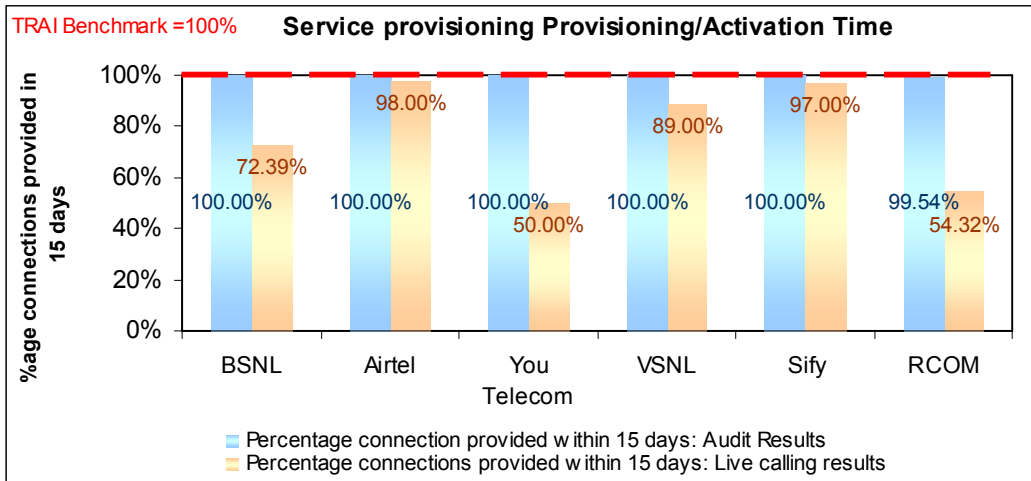 TRAI Benchmark =100%
Service provisioning Provisioning/Activation Time
%age connections provided in
15 days
100%
80%
60%
40%
20%
0%
100.00%
72.39%
100.00%
98.00%
100.00%
50.00%
100.00%
89.00%
100.00%
97.00%
99.54%
54.32%
BSNL
Airtel
You
Telecom
VSNL
Sify
RCOM
Percentage connection provided within 15 days: Audit Results
Percentage connections provided within 15 days: Live calling results